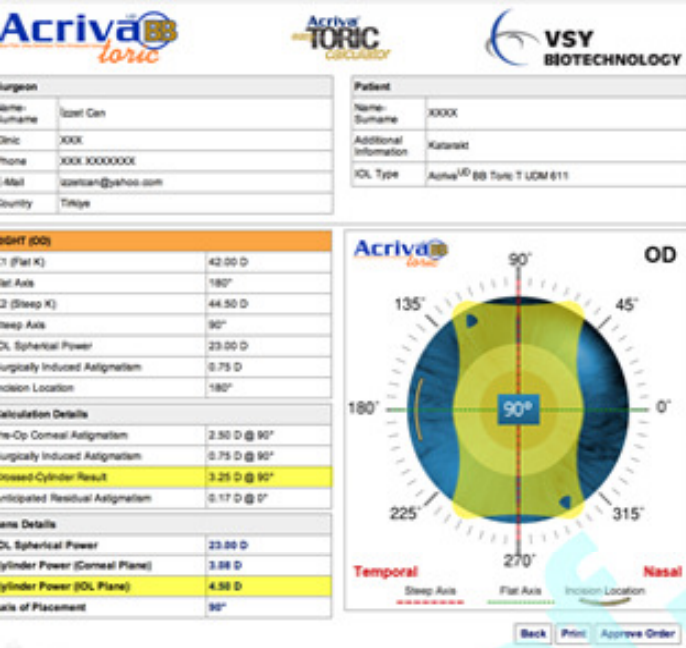 Acriva UD BB toric
Acriva UD TORIC calculator
VSY BIOTECHNOLOGY
Surgeon
Name-Surname Izzet Can
Clinic XXX
Phone XXX XXXXXXX
E-Mail izzetcan@yahoo.com
Country Türkiye
Patient
Name-Surname XXXX
Additional Information Katarakt
IOL Type Acriva UD BB Toric T UDM 611
RIGHT (OD)
K1 (Flat K) 42.00 D
Flat Axis 180°
K2 (Steep K) 44.50 D
Steep Axis 90°
IOL Spherical Power 23.00 D
Surgically Induced Astigmatism 0.75 D
Incision Location 180°
Calculation Details
Pre-Op Corneal Astigmatism 2.50 D @ 90°
Surgically Induced Astigmatism 0.75 D @ 90°
Crossed-Cylinder Result 3.25 D @ 90°
Anticipated Residual Astigmatism 0.17 D @ 0°
Lens Details
IOL Spherical Power 23.00 D
Cylinder Power (Corneal Plane) 3.08 D
Cylinder Power (IOL Plane) 4.50 D
Axis of Placement 90°
Acriva UD BB toric
OD
90°
135° 45°
180° 90° 0°
225° 315°
270°
Temporal Nasal
Steep Axis Flat Axis Incision Location
Back Print Approve Order